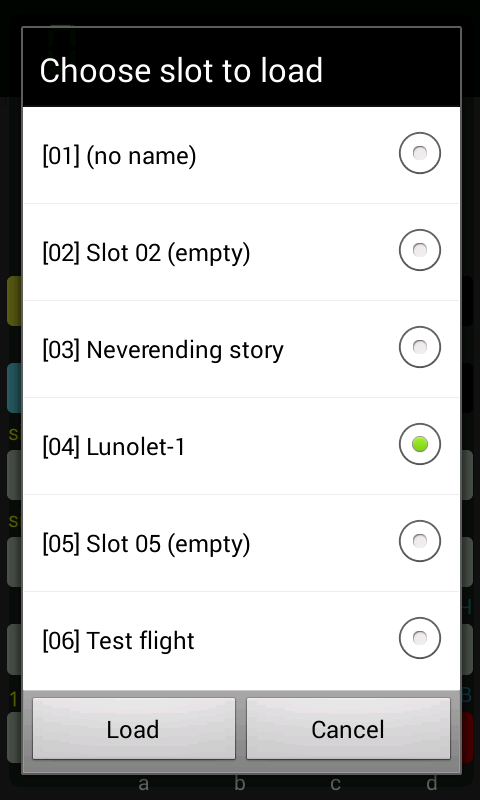 Choose slot to load
[01] (no name)
[02] Slot 02 (empty)
[03] Neverending story
[04] Lunolet-1
[05] Slot 05 (empty)
[06] Test flight
Load
Cancel
a b c d